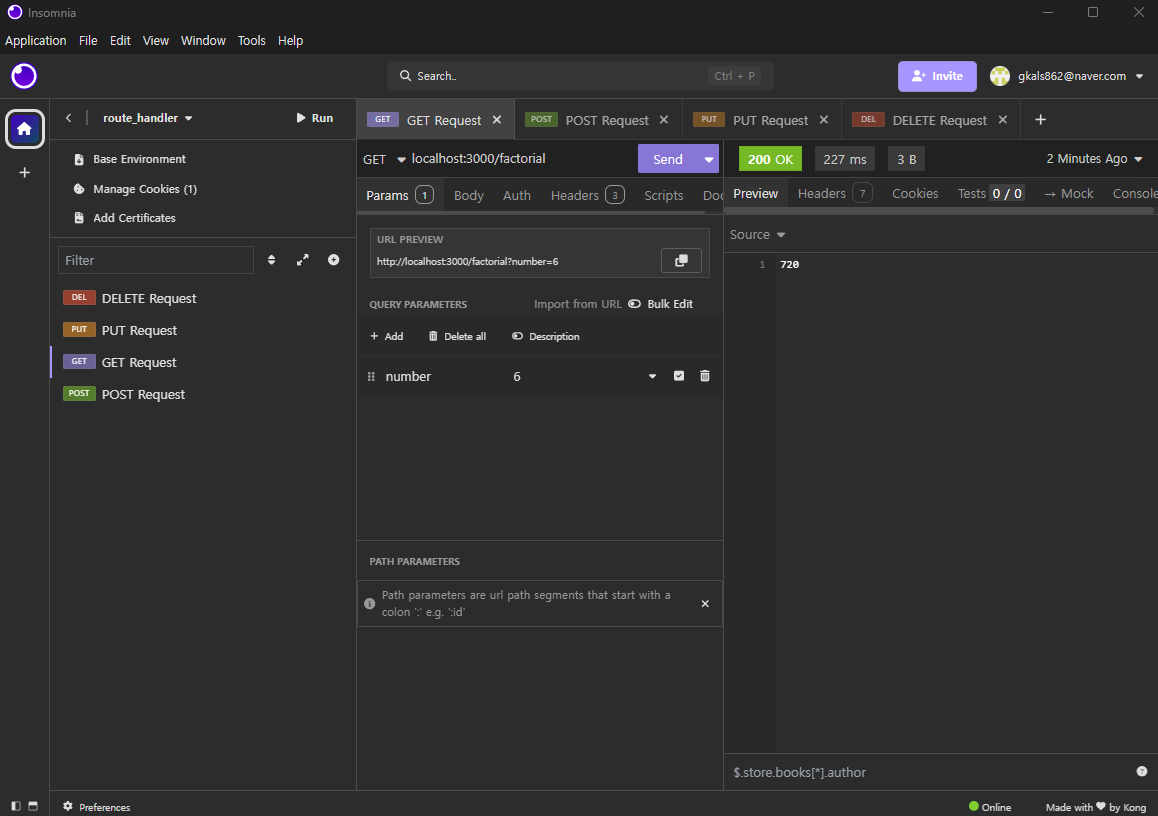 Insomnia
Application File Edit View Window Tools Help
Search.. Ctrl + P Invite gkals862@naver.com
route_handler Run
GET GET Request POST POST Request PUT PUT Request DEL DELETE Request
Base Environment
Manage Cookies (1)
Add Certificates
Filter
DEL DELETE Request
PUT PUT Request
GET GET Request
POST POST Request
GET localhost:3000/factorial Send
Params 1 Body Auth Headers 3 Scripts Doc
URL PREVIEW
http://localhost:3000/factorial?number=6
QUERY PARAMETERS Import from URL Bulk Edit
+ Add Delete all Description
number 6
PATH PARAMETERS
Path parameters are url path segments that start with a
colon ':' e.g. ':id'
200 OK 227 ms 3 B 2 Minutes Ago
Preview Headers 7 Cookies Tests 0 / 0 → Mock Console
Source
1 720
$.store.books[*].author
Preferences Online Made with ♥ by Kong